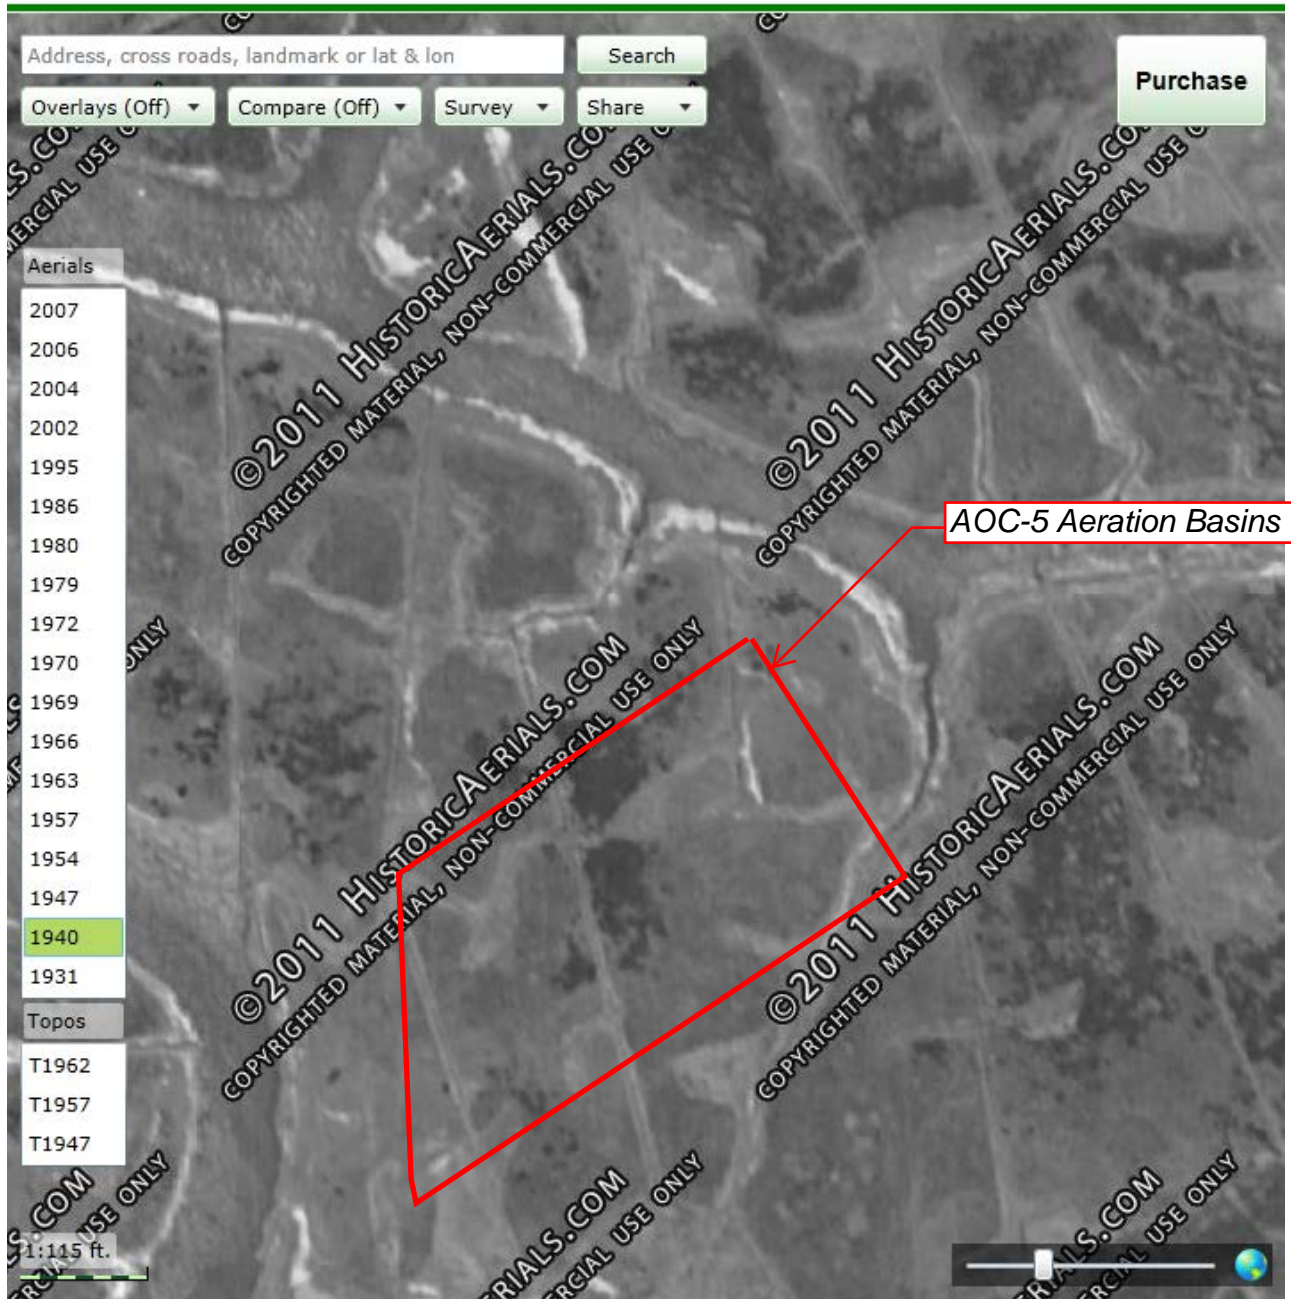 Address, cross roads, landmark or lat & lon
Search
Purchase
Overlays (Off)
Compare (Off)
Survey
Share
Aerials
2007
2006
2004
2002
1995
1986
1980
1979
1972
1970
1969
1966
1963
1957
1954
1947
1940
1931
Topos
T1962
T1957
T1947
1:115 ft.
AOC-5 Aeration Basins
©2011 HISTORICAERIALS.COM
COPYRIGHTED MATERIAL, NON-COMMERCIAL USE ONLY
©2011 HISTORICAERIALS.COM
COPYRIGHTED MATERIAL, NON-COMMERCIAL USE ONLY
©2011 HISTORICAERIALS.COM
COPYRIGHTED MATERIAL, NON-COMMERCIAL USE ONLY
©2011 HISTORICAERIALS.COM
COPYRIGHTED MATERIAL, NON-COMMERCIAL USE ONLY